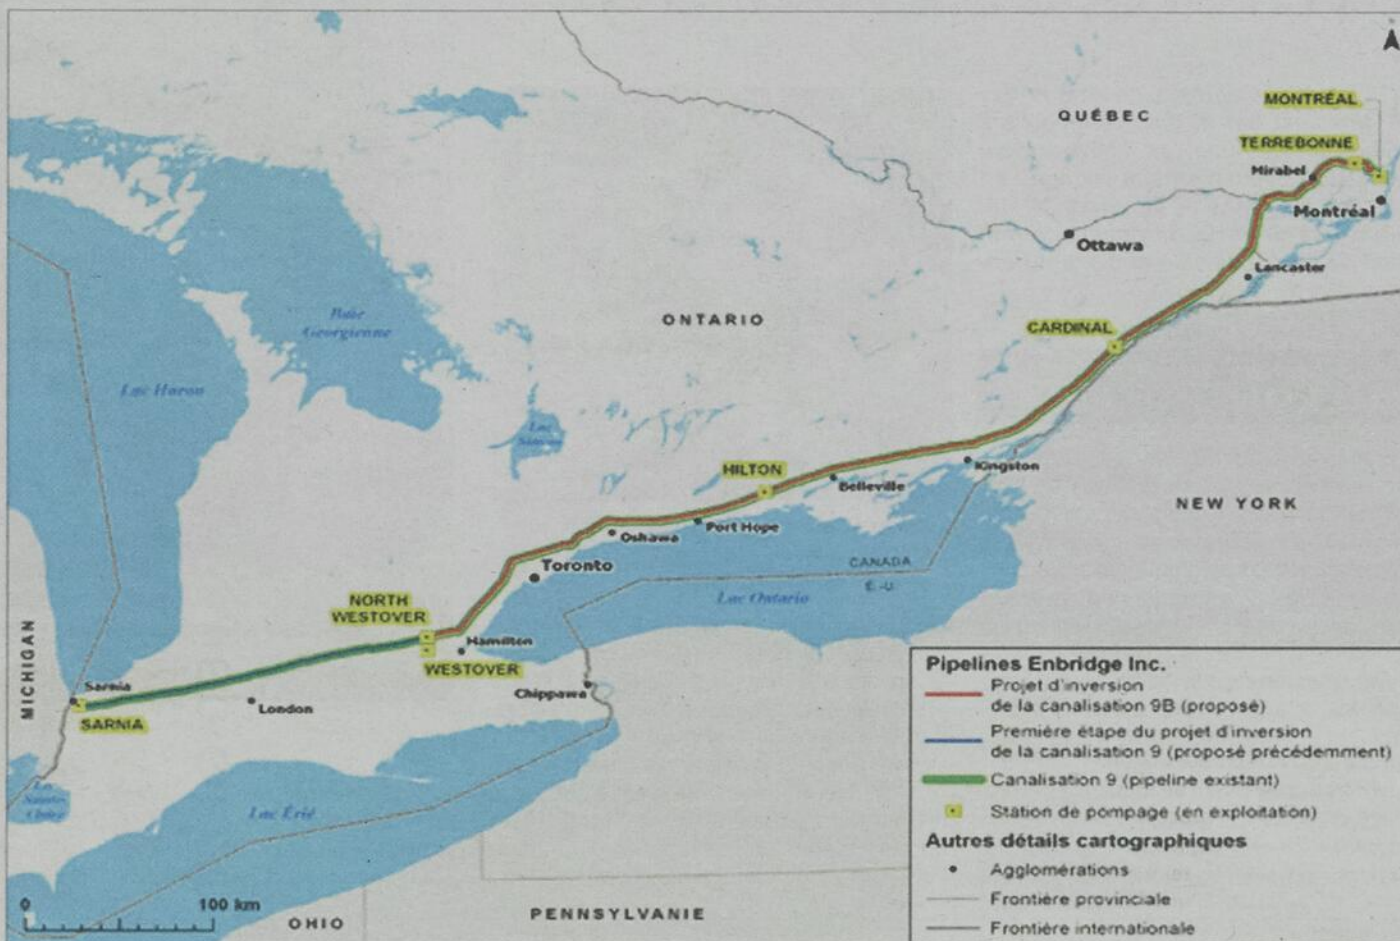 MONTRÉAL
QUÉBEC
TERREBONNE
Mirabel
Montréal
Ottawa
Lancaster
Baie
Georgienne
ONTARIO
CARDINAL
Lac Huron
Lac
Simcoe
HILTON
Kingston
Belleville
NEW YORK
Port Hope
Oshawa
Toronto
CANADA
É.-U.
Lac Ontario
NORTH
WESTOVER
Hamilton
WESTOVER
MICHIGAN
Sarnia
SARNIA
London
Chippawa
Lac Érié
0 100 km
OHIO
PENNSYLVANIE
Pipelines Enbridge Inc.
Projet d'inversion
de la canalisation 9B (proposé)
Première étape du projet d'inversion
de la canalisation 9 (proposé précédemment)
Canalisation 9 (pipeline existant)
Station de pompage (en exploitation)
Autres détails cartographiques
Agglomérations
Frontière provinciale
Frontière internationale